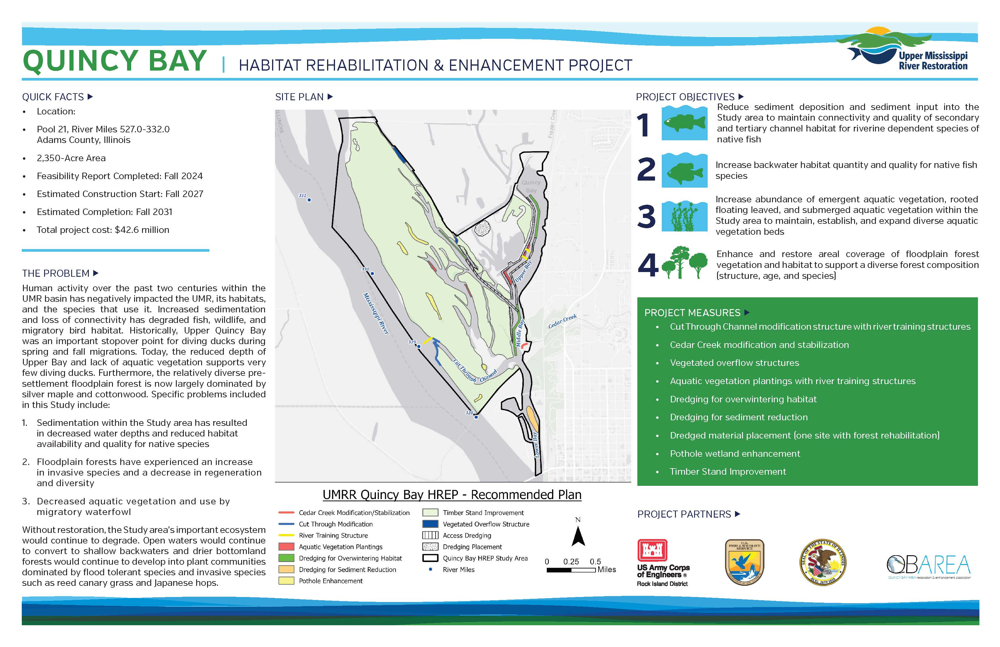 QUINCY BAY | HABITAT REHABILITATION & ENHANCEMENT PROJECT
Upper Mississippi
River Restoration
QUICK FACTS
• Location:
• Pool 21, River Miles 527.0-332.0
Adams County, Illinois
• 2,350-Acre Area
• Feasibility Report Completed: Fall 2024
• Estimated Construction Start: Fall 2027
• Estimated Completion: Fall 2031
• Total project cost: $42.6 million
THE PROBLEM
Human activity over the past two centuries within the
UMR basin has negatively impacted the UMR, its habitats,
and the species that use it. Increased sedimentation
and loss of connectivity has degraded fish, wildlife, and
migratory bird habitat. Historically, Upper Quincy Bay
was an important stopover point for diving ducks during
spring and fall migrations. Today, the reduced depth of
Upper Bay and lack of aquatic vegetation supports very
few diving ducks. Furthermore, the relatively diverse pre-
settlement floodplain forest is now largely dominated by
silver maple and cottonwood. Specific problems included
in this Study include:
1. Sedimentation within the Study area has resulted
in decreased water depths and reduced habitat
availability and quality for native species
2. Floodplain forests have experienced an increase
in invasive species and a decrease in regeneration
and diversity
3. Decreased aquatic vegetation and use by
migratory waterfowl
Without restoration, the Study area's important ecosystem
would continue to degrade. Open waters would continue
to convert to shallow backwaters and drier bottomland
forests would continue to develop into plant communities
dominated by flood tolerant species and invasive species
such as reed canary grass and Japanese hops.
SITE PLAN
ILLINOIS
Frazier Cree
Quincy
Bay
331
330
329
328
Mississippi River
Upper Bay
Middle Bay
Cedar Creek
Cut Through Channel
Lower Bay
UMRR Quincy Bay HREP - Recommended Plan
Cedar Creek Modification/Stabilization
Cut Through Modification
River Training Structure
Aquatic Vegetation Plantings
Dredging for Overwintering Habitat
Dredging for Sediment Reduction
Pothole Enhancement
Timber Stand Improvement
Vegetated Overflow Structure
Access Dredging
Dredging Placement
Quincy Bay HREP Study Area
River Miles
N
0 0.25 0.5
Miles
PROJECT OBJECTIVES
1
Reduce sediment deposition and sediment input into the
Study area to maintain connectivity and quality of secondary
and tertiary channel habitat for riverine dependent species of
native fish
2
Increase backwater habitat quantity and quality for native fish
species
3
Increase abundance of emergent aquatic vegetation, rooted
floating leaved, and submerged aquatic vegetation within the
Study area to maintain, establish, and expand diverse aquatic
vegetation beds
4
Enhance and restore areal coverage of floodplain forest
vegetation and habitat to support a diverse forest composition
(structure, age, and species)
PROJECT MEASURES
• Cut Through Channel modification structure with river training structures
• Cedar Creek modification and stabilization
• Vegetated overflow structures
• Aquatic vegetation plantings with river training structures
• Dredging for overwintering habitat
• Dredging for sediment reduction
• Dredged material placement (one site with forest rehabilitation)
• Pothole wetland enhancement
• Timber Stand Improvement
PROJECT PARTNERS
US Army Corps
of Engineers ®
Rock Island District
U.S.
FISH & WILDLIFE
SERVICE
SEAL OF THE STATE OF ILLINOIS
AUG. 26TH 1818
QBAREA
QUINCY BAY AREA restoration & enhancement association